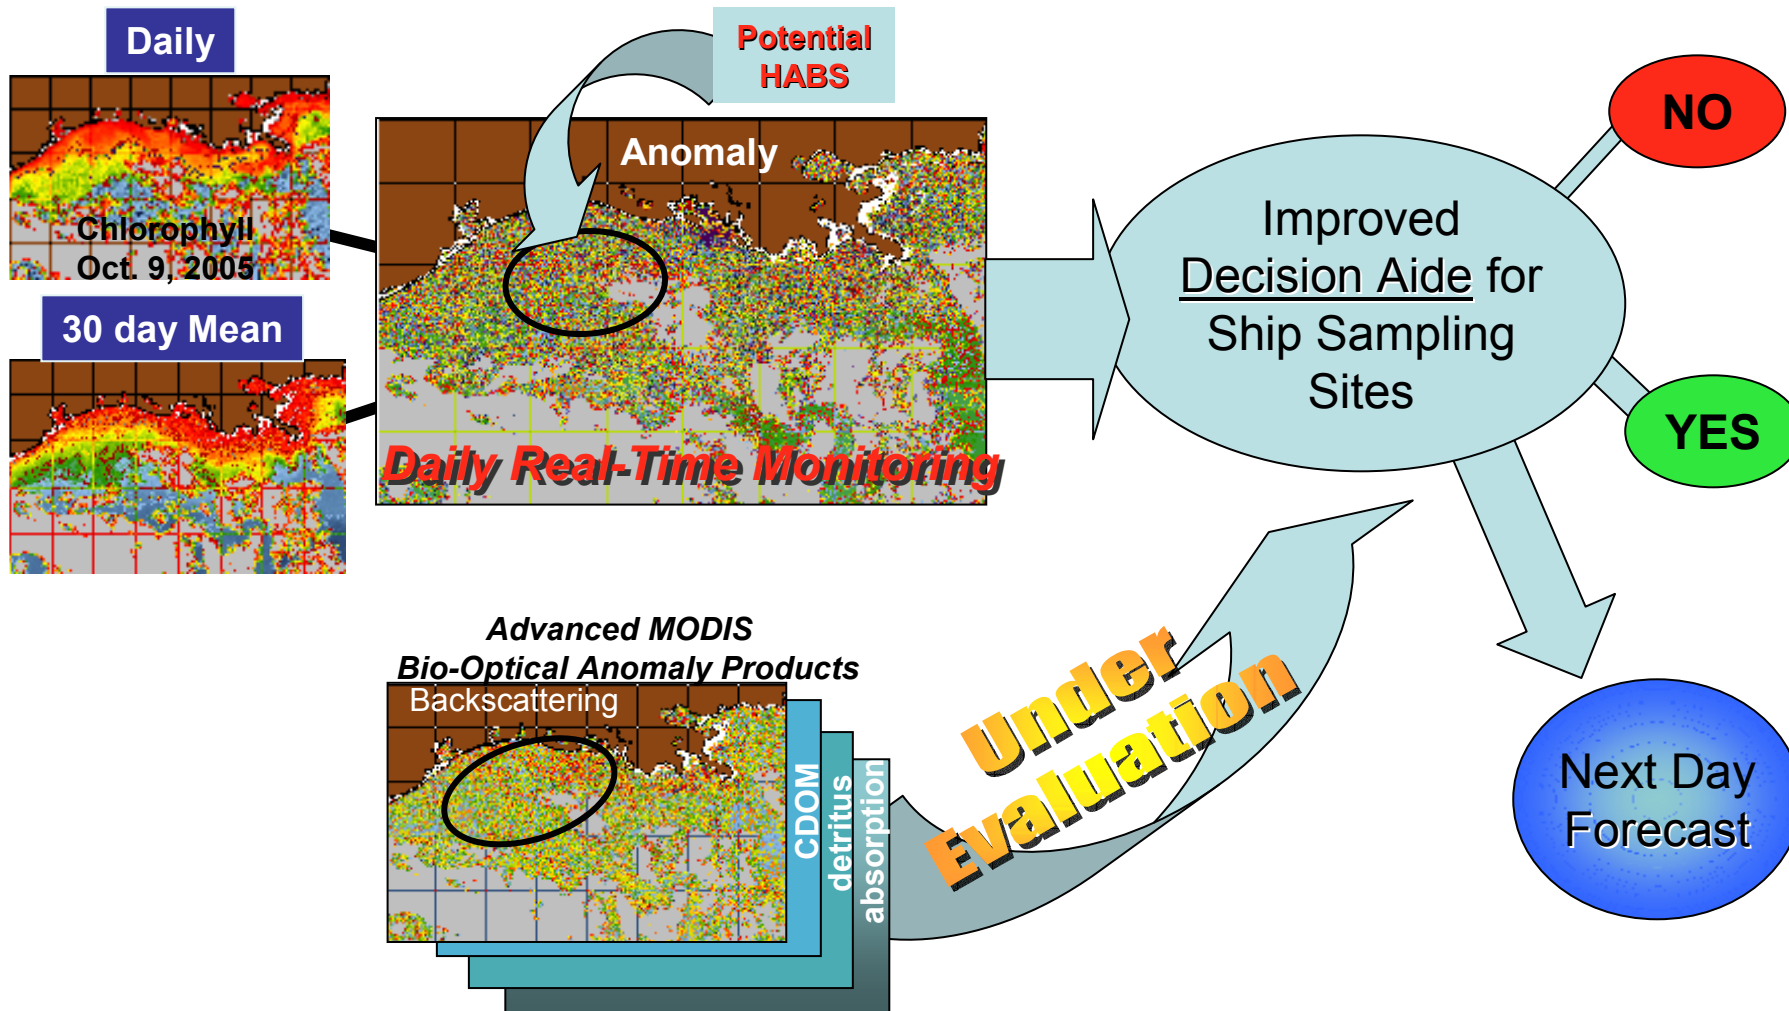 Daily
Chlorophyll
Oct. 9, 2005
30 day Mean
Potential
HABS
Anomaly
Daily Real-Time Monitoring
Improved
Decision Aide for
Ship Sampling
Sites
NO
YES
Next Day
Forecast
Advanced MODIS
Bio-Optical Anomaly Products
Backscattering
CDOM
detritus
absorption
Under
Evaluation